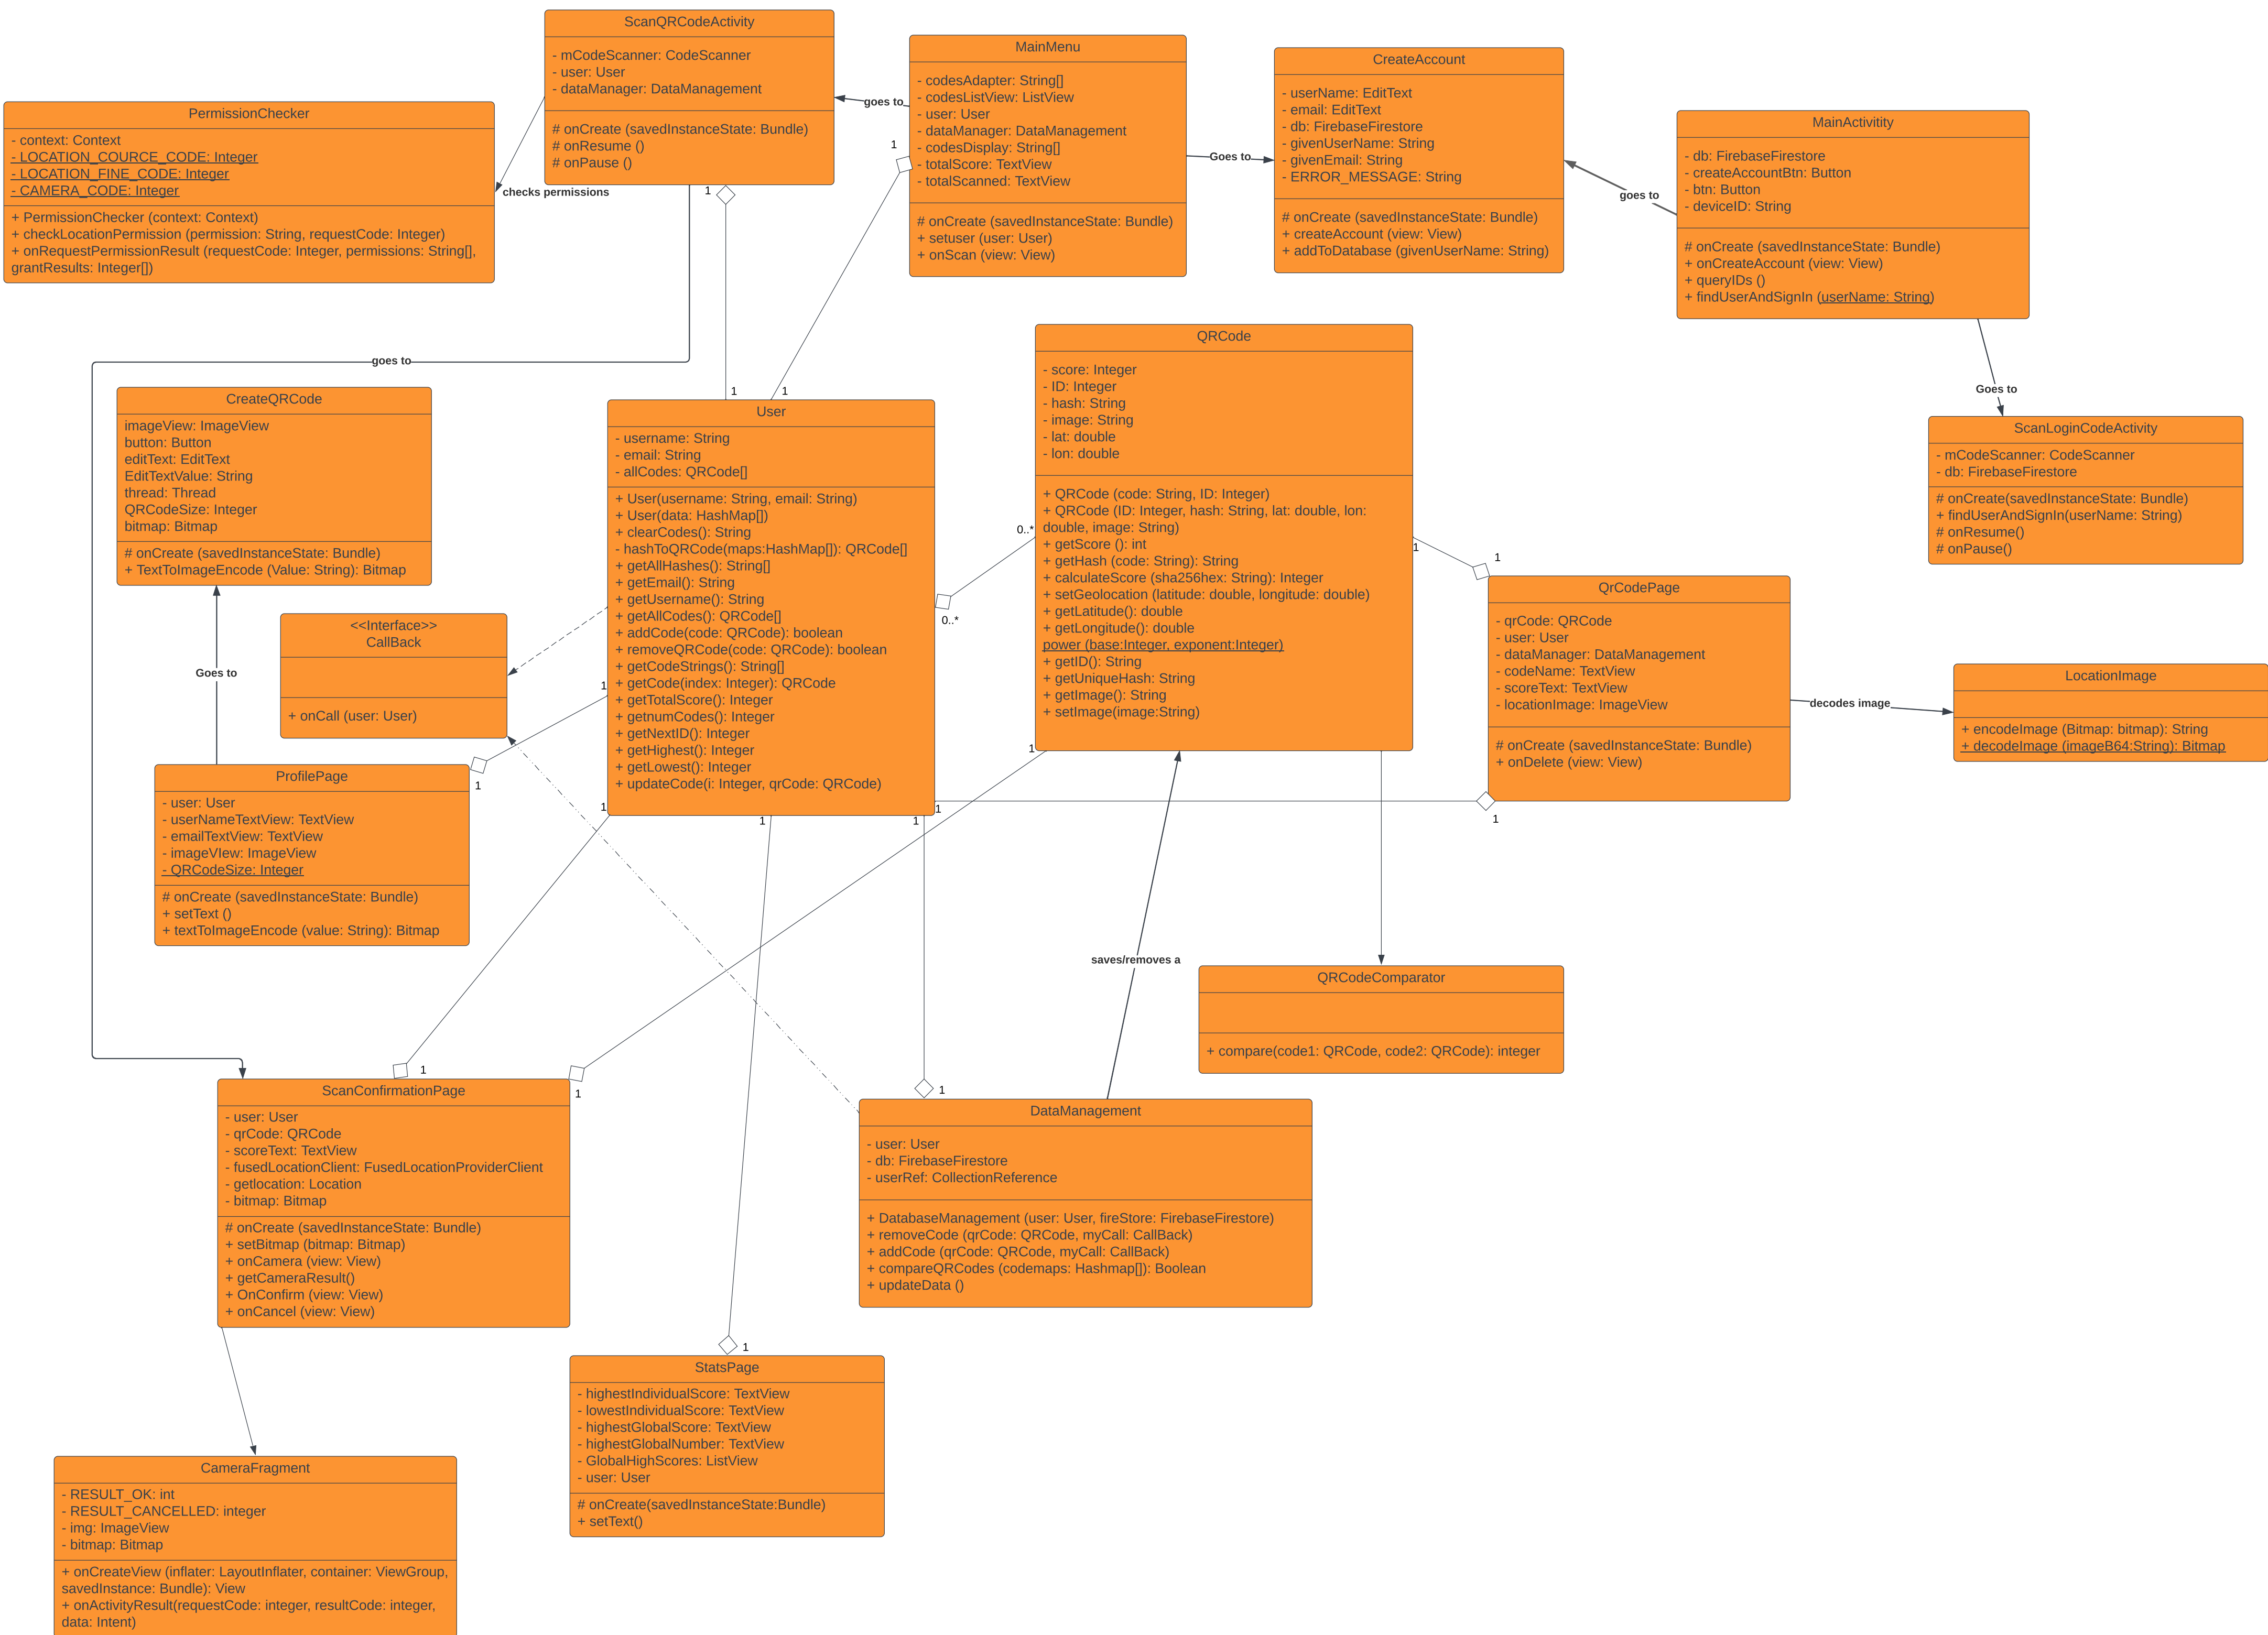 ScanQRCodeActivity
- mCodeScanner: CodeScanner
- user: User
- dataManager: DataManagement
# onCreate (savedInstanceState: Bundle)
# onResume ()
# onPause ()
MainMenu
- codesAdapter: String[]
- codesListView: ListView
- user: User
- dataManager: DataManagement
- codesDisplay: String[]
- totalScore: TextView
- totalScanned: TextView
# onCreate (savedInstanceState: Bundle)
+ setuser (user: User)
+ onScan (view: View)
CreateAccount
- userName: EditText
- email: EditText
- db: FirebaseFirestore
- givenUserName: String
- givenEmail: String
- ERROR_MESSAGE: String
# onCreate (savedInstanceState: Bundle)
+ createAccount (view: View)
+ addToDatabase (givenUserName: String)
MainActivitity
- db: FirebaseFirestore
- createAccountBtn: Button
- btn: Button
- deviceID: String
# onCreate (savedInstanceState: Bundle)
+ onCreateAccount (view: View)
+ queryIDs ()
+ findUserAndSignIn (userName: String)
PermissionChecker
- context: Context
- LOCATION_COURCE_CODE: Integer
- LOCATION_FINE_CODE: Integer
- CAMERA_CODE: Integer
+ PermissionChecker (context: Context)
+ checkLocationPermission (permission: String, requestCode: Integer)
+ onRequestPermissionResult (requestCode: Integer, permissions: String[],
grantResults: Integer[])
checks permissions
goes to
Goes to
goes to
Goes to
goes to
1
1
1
1
CreateQRCode
imageView: ImageView
button: Button
editText: EditText
EditTextValue: String
thread: Thread
QRCodeSize: Integer
bitmap: Bitmap
# onCreate (savedInstanceState: Bundle)
+ TextToImageEncode (Value: String): Bitmap
User
- username: String
- email: String
- allCodes: QRCode[]
+ User(username: String, email: String)
+ User(data: HashMap[])
+ clearCodes(): String
- hashToQRCode(maps:HashMap[]): QRCode[]
+ getAllHashes(): String[]
+ getEmail(): String
+ getUsername(): String
+ getAllCodes(): QRCode[]
+ addCode(code: QRCode): boolean
+ removeQRCode(code: QRCode): boolean
+ getCodeStrings(): String[]
+ getCode(index: Integer): QRCode
+ getTotalScore(): Integer
+ getnumCodes(): Integer
+ getNextID(): Integer
+ getHighest(): Integer
+ getLowest(): Integer
+ updateCode(i: Integer, qrCode: QRCode)
QRCode
- score: Integer
- ID: Integer
- hash: String
- image: String
- lat: double
- lon: double
+ QRCode (code: String, ID: Integer)
+ QRCode (ID: Integer, hash: String, lat: double, lon:
double, image: String)
+ getScore (): int
+ getHash (code: String): String
+ calculateScore (sha256hex: String): Integer
+ setGeolocation (latitude: double, longitude: double)
+ getLatitude(): double
+ getLongitude(): double
power (base:Integer, exponent:Integer)
+ getID(): String
+ getUniqueHash: String
+ getImage(): String
+ setImage(image:String)
ScanLoginCodeActivity
- mCodeScanner: CodeScanner
- db: FirebaseFirestore
# onCreate(savedInstanceState: Bundle)
+ findUserAndSignIn(userName: String)
# onResume()
# onPause()
0..*
0..*
1
1
<<Interface>>
CallBack
+ onCall (user: User)
QrCodePage
- qrCode: QRCode
- user: User
- dataManager: DataManagement
- codeName: TextView
- scoreText: TextView
- locationImage: ImageView
# onCreate (savedInstanceState: Bundle)
+ onDelete (view: View)
decodes image
LocationImage
+ encodeImage (Bitmap: bitmap): String
+ decodeImage (imageB64:String): Bitmap
Goes to
ProfilePage
- user: User
- userNameTextView: TextView
- emailTextView: TextView
- imageVIew: ImageView
- QRCodeSize: Integer
# onCreate (savedInstanceState: Bundle)
+ setText ()
+ textToImageEncode (value: String): Bitmap
1
1
1
1
1
1
1
1
saves/removes a
QRCodeComparator
+ compare(code1: QRCode, code2: QRCode): integer
1
1
1
ScanConfirmationPage
- user: User
- qrCode: QRCode
- scoreText: TextView
- fusedLocationClient: FusedLocationProviderClient
- getlocation: Location
- bitmap: Bitmap
# onCreate (savedInstanceState: Bundle)
+ setBitmap (bitmap: Bitmap)
+ onCamera (view: View)
+ getCameraResult()
+ OnConfirm (view: View)
+ onCancel (view: View)
DataManagement
- user: User
- db: FirebaseFirestore
- userRef: CollectionReference
+ DatabaseManagement (user: User, fireStore: FirebaseFirestore)
+ removeCode (qrCode: QRCode, myCall: CallBack)
+ addCode (qrCode: QRCode, myCall: CallBack)
+ compareQRCodes (codemaps: Hashmap[]): Boolean
+ updateData ()
1
StatsPage
- highestIndividualScore: TextView
- lowestIndividualScore: TextView
- highestGlobalScore: TextView
- highestGlobalNumber: TextView
- GlobalHighScores: ListView
- user: User
# onCreate(savedInstanceState:Bundle)
+ setText()
CameraFragment
- RESULT_OK: int
- RESULT_CANCELLED: integer
- img: ImageView
- bitmap: Bitmap
+ onCreateView (inflater: LayoutInflater, container: ViewGroup,
savedInstance: Bundle): View
+ onActivityResult(requestCode: integer, resultCode: integer,
data: Intent)